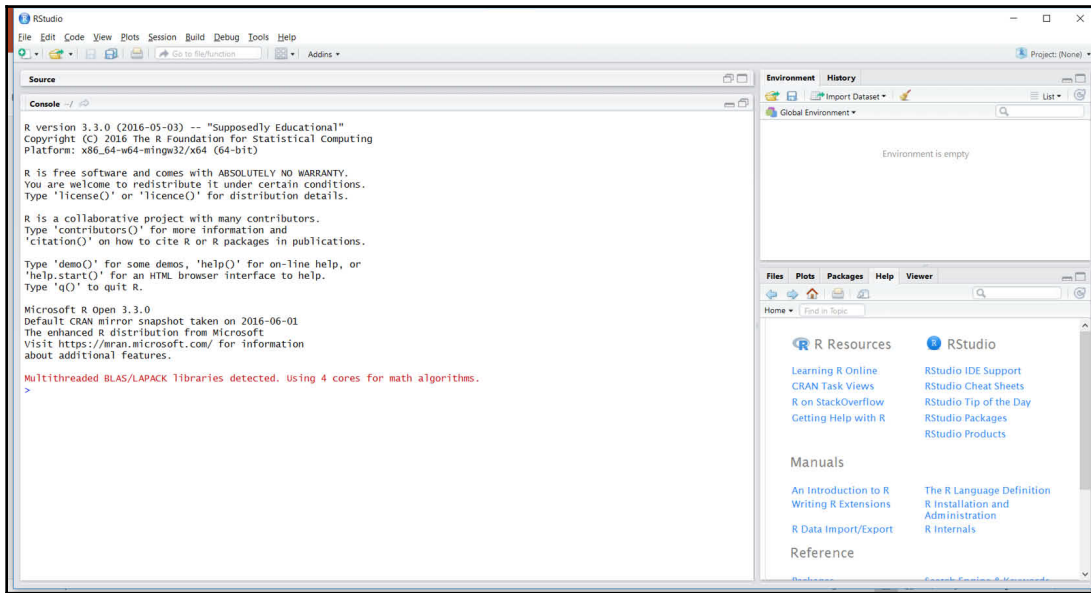 RStudio
File Edit Code View Plots Session Build Debug Tools Help
Go to file/function Addins Project: (None)
Source
Console ~/
R version 3.3.0 (2016-05-03) -- "Supposedly Educational"
Copyright (C) 2016 The R Foundation for Statistical Computing
Platform: x86_64-w64-mingw32/x64 (64-bit)
R is free software and comes with ABSOLUTELY NO WARRANTY.
You are welcome to redistribute it under certain conditions.
Type 'license()' or 'licence()' for distribution details.
R is a collaborative project with many contributors.
Type 'contributors()' for more information and
'citation()' on how to cite R or R packages in publications.
Type 'demo()' for some demos, 'help()' for on-line help, or
'help.start()' for an HTML browser interface to help.
Type 'q()' to quit R.
Microsoft R Open 3.3.0
Default CRAN mirror snapshot taken on 2016-06-01
The enhanced R distribution from Microsoft
Visit https://mran.microsoft.com/ for information
about additional features.
Multithreaded BLAS/LAPACK libraries detected. Using 4 cores for math algorithms.
>
Environment History
Import Dataset List
Global Environment
Environment is empty
Files Plots Packages Help Viewer
Home Find in Topic
R Resources
Learning R Online
CRAN Task Views
R on StackOverflow
Getting Help with R
RStudio
RStudio IDE Support
RStudio Cheat Sheets
RStudio Tip of the Day
RStudio Packages
RStudio Products
Manuals
An Introduction to R
Writing R Extensions
R Data Import/Export
The R Language Definition
R Installation and
Administration
R Internals
Reference